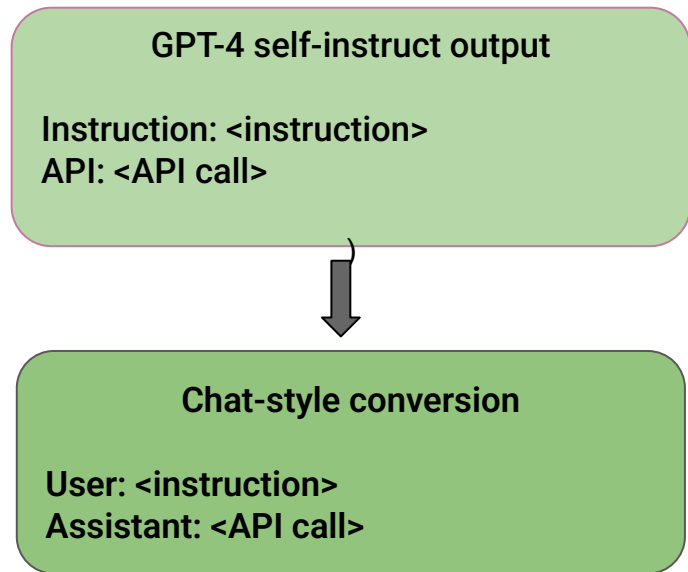 GPT-4 self-instruct output
Instruction: <instruction>
API: <API call>
)
Chat-style conversion
User: <instruction>
Assistant: <API call>